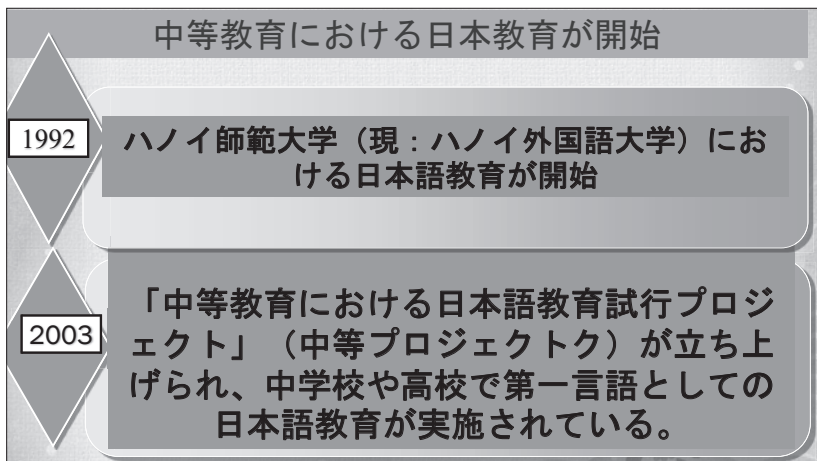 中等教育における日本教育が開始
1992
ハノイ師範大学（現：ハノイ外国語大学）にお
ける日本語教育が開始
2003
「中等教育における日本語教育試行プロジ
ェクト」（中等プロジェクトク）が立ち上
げられ、中学校や高校で第一言語としての
日本語教育が実施されている。